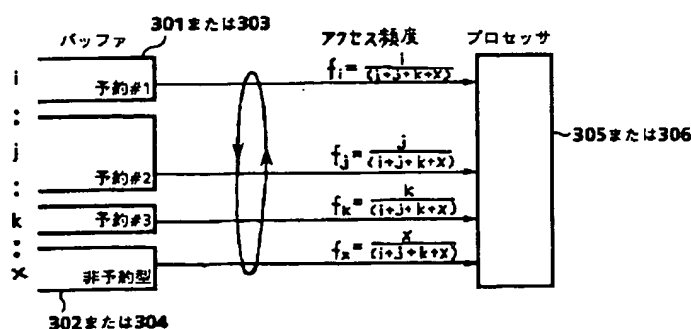 301または303
バッファ
アクセス頻度
プロセッサ
i
予約#1
fi= i/(i+j+k+x)
:
j
予約#2
fj= j/(i+j+k+x)
305または306
:
k
予約#3
fk= k/(i+j+k+x)
:
x
非予約型
fx= x/(i+j+k+x)
302または304